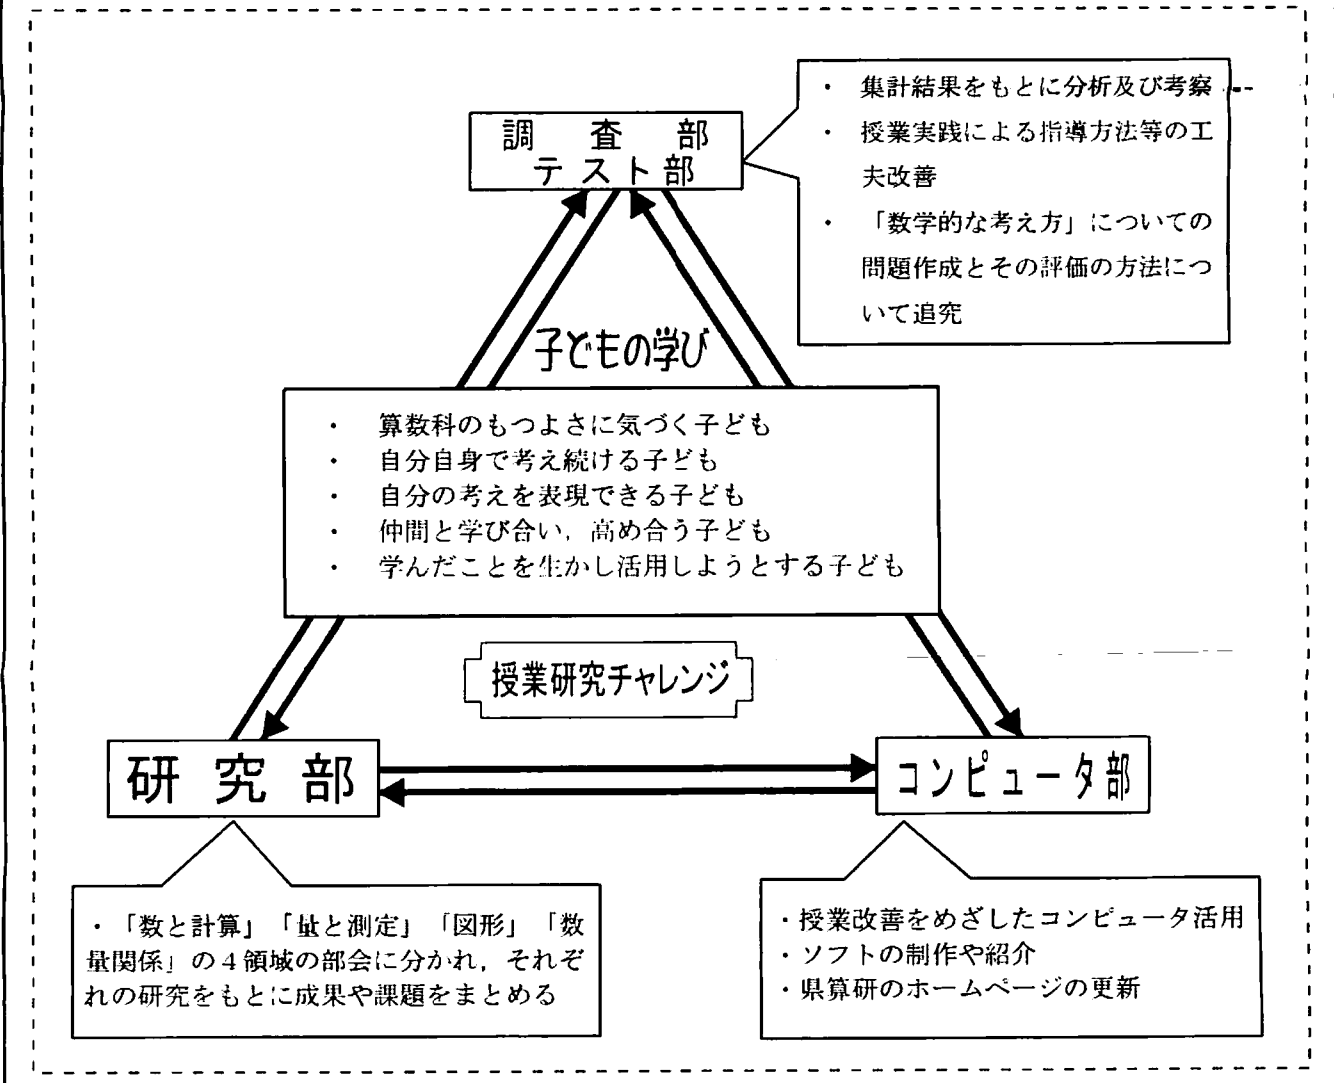 ・　集計結果をもとに分析及び考察
・　授業実践による指導方法等の工
夫改善
・　「数学的な考え方」についての
問題作成とその評価の方法につ
いて追究
調　査　部
テスト部
子どもの学び
・　算数科のもつよさに気づく子ども
・　自分自身で考え続ける子ども
・　自分の考えを表現できる子ども
・　仲間と学び合い，高め合う子ども
・　学んだことを生かし活用しようとする子ども
授業研究チャレンジ
研　究　部
コンピュータ部
・「数と計算」「量と測定」「図形」「数
量関係」の４領域の部会に分かれ，それぞ
れの研究をもとに成果や課題をまとめる
・授業改善をめざしたコンピュータ活用
・ソフトの制作や紹介
・県算研のホームページの更新